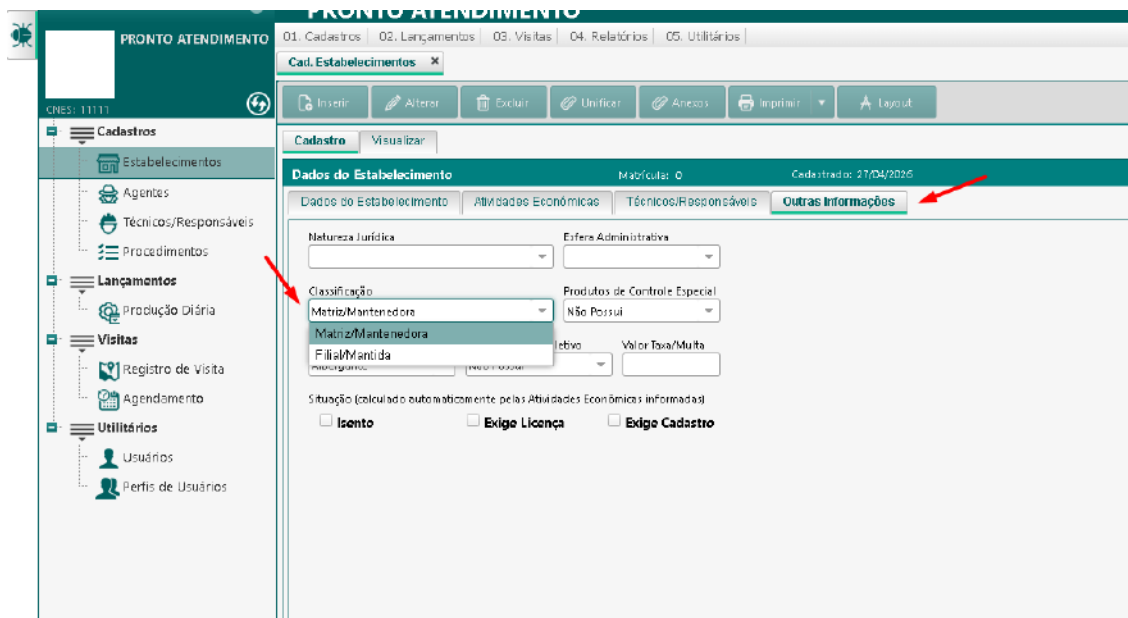 PRONTO ATENDIMENTO
PRONTO ATENDIMENTO
01. Cadastros 02. Lançamentos 03. Visitas 04. Relatórios 05. Utilitários
Cad. Estabelecimentos ×
CNES: 11111
Inserir Alterar Excluir Unificar Anexos Imprimir Layout
Cadastros
Estabelecimentos
Agentes
Técnicos/Responsáveis
Procedimentos
Lançamentos
Produção Diária
Visitas
Registro de Visita
Agendamento
Utilitários
Usuários
Perfis de Usuários
Cadastro Visualizar
Dados do Estabelecimento Matrícula: 0 Cadastrado: 27/04/2026
Dados do Estabelecimento Atividades Econômicas Técnicos/Responsáveis Outras Informações
Natureza Jurídica Esfera Administrativa
Classificação Produtos de Controle Especial
Matriz/Mantenedora Não Possui
Matriz/Mantenedora
Filial/Mantida
Valor Taxa/Multa
Situação (calculado automaticamente pelas Atividades Econômicas informadas)
Isento Exige Licença Exige Cadastro